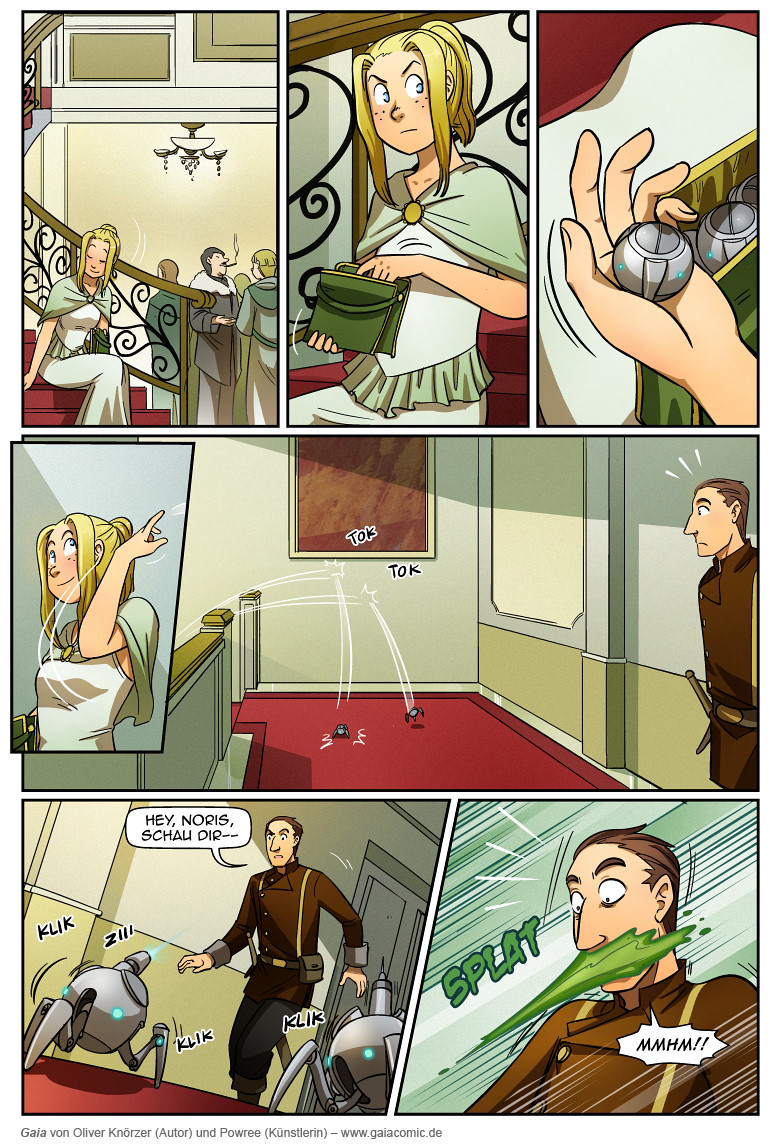 TOK
TOK
HEY, NORIS,
SCHAU DIR--
KLIK
ZIII
KLIK
KLIK
SPLAT
MMHM!!
Gaia von Oliver Knörzer (Autor) und Powree (Künstlerin) – www.gaiacomic.de